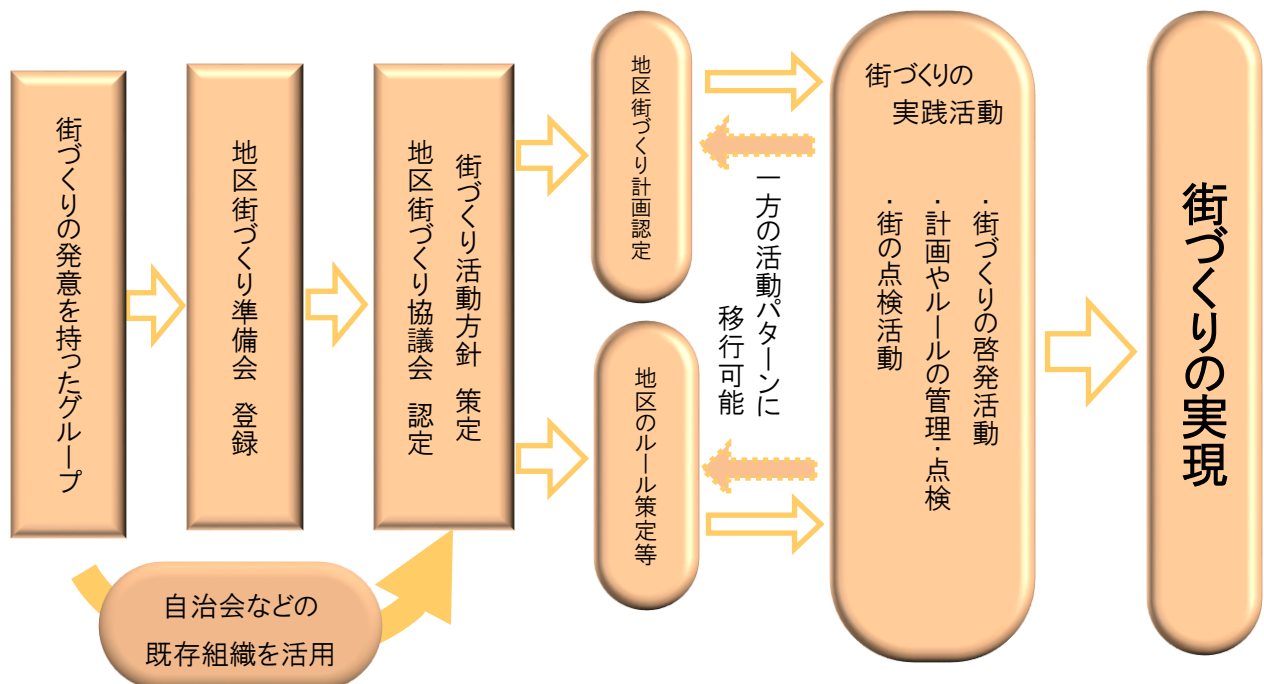 街づくりの発意を持ったグループ
地区街づくり準備会　登録
街づくり活動方針　策定
地区街づくり協議会　認定
自治会などの
既存組織を活用
地区街づくり計画認定
地区のルール策定等
一方の活動パターンに
移行可能
街づくりの
実践活動
・街づくりの啓発活動
・計画やルールの管理・点検
・街の点検活動
街づくりの実現